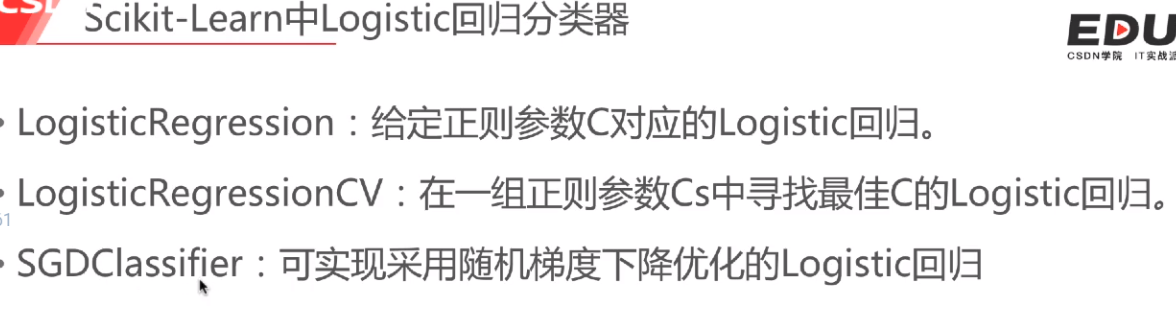 Scikit-Learn中Logistic回归分类器
EDU
CSDN学院 IT实战派
• LogisticRegression：给定正则参数C对应的Logistic回归。
• LogisticRegressionCV：在一组正则参数Cs中寻找最佳C的Logistic回归。
61
• SGDClassifier：可实现采用随机梯度下降优化的Logistic回归